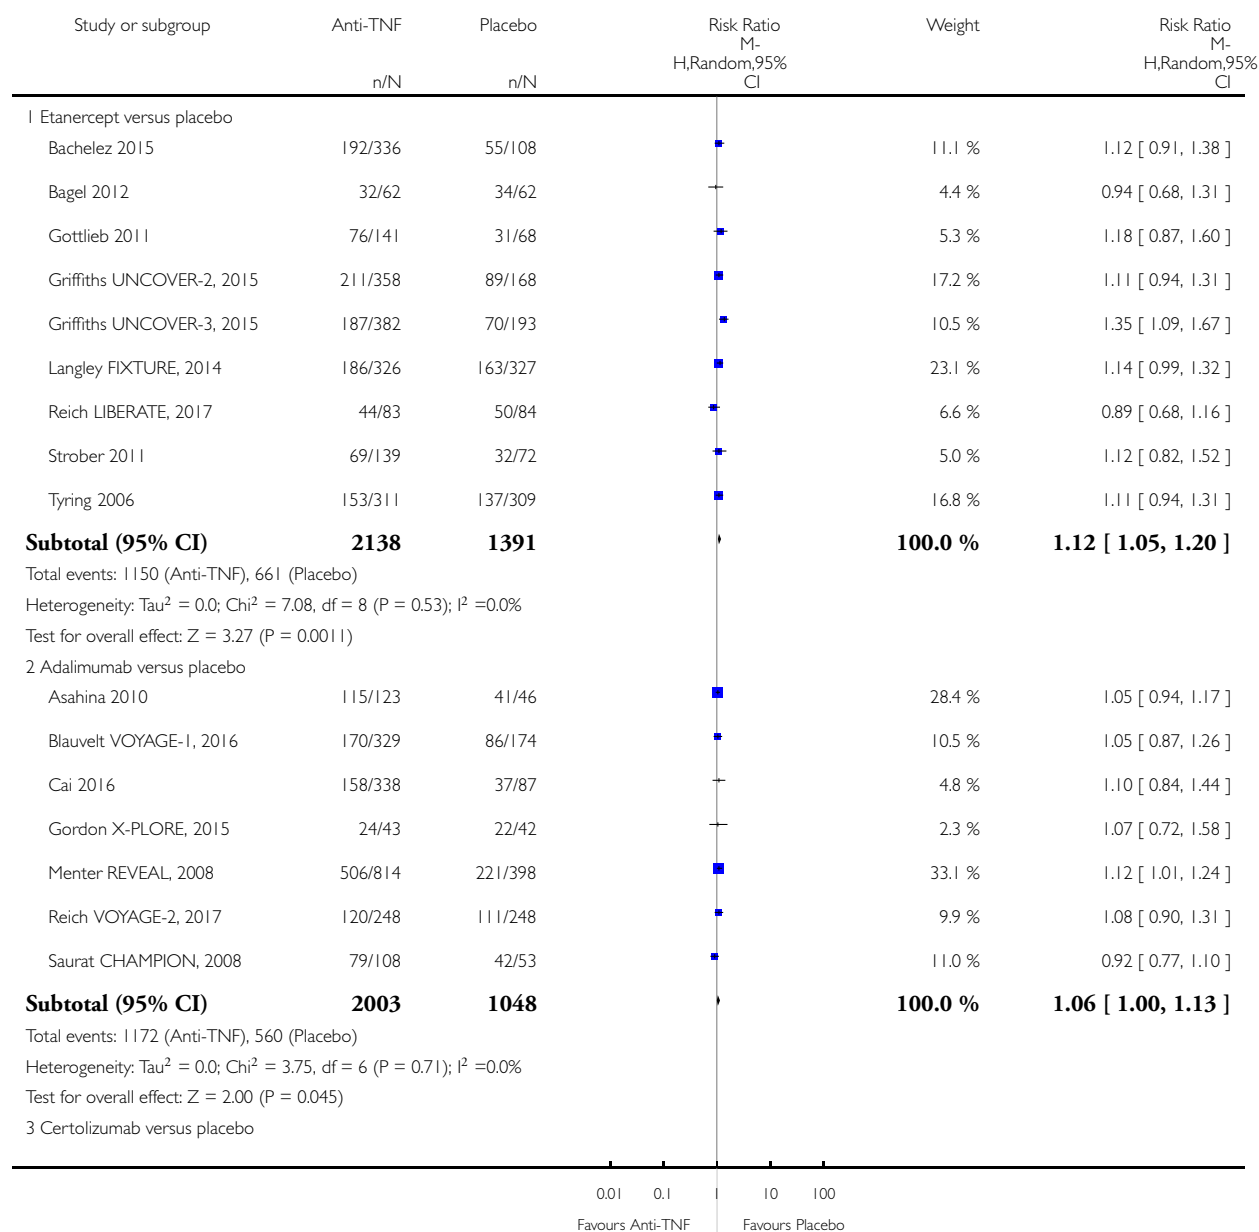 Study or subgroup Anti-TNF Placebo Risk Ratio Weight Risk Ratio
M- M-
H,Random,95% H,Random,95%
n/N n/N CI CI
1 Etanercept versus placebo
Bachelez 2015 192/336 55/108 11.1 % 1.12 [ 0.91, 1.38 ]
Bagel 2012 32/62 34/62 4.4 % 0.94 [ 0.68, 1.31 ]
Gottlieb 2011 76/141 31/68 5.3 % 1.18 [ 0.87, 1.60 ]
Griffiths UNCOVER-2, 2015 211/358 89/168 17.2 % 1.11 [ 0.94, 1.31 ]
Griffiths UNCOVER-3, 2015 187/382 70/193 10.5 % 1.35 [ 1.09, 1.67 ]
Langley FIXTURE, 2014 186/326 163/327 23.1 % 1.14 [ 0.99, 1.32 ]
Reich LIBERATE, 2017 44/83 50/84 6.6 % 0.89 [ 0.68, 1.16 ]
Strober 2011 69/139 32/72 5.0 % 1.12 [ 0.82, 1.52 ]
Tyring 2006 153/311 137/309 16.8 % 1.11 [ 0.94, 1.31 ]
Subtotal (95% CI) 2138 1391 100.0 % 1.12 [ 1.05, 1.20 ]
Total events: 1150 (Anti-TNF), 661 (Placebo)
Heterogeneity: Tau² = 0.0; Chi² = 7.08, df = 8 (P = 0.53); I² =0.0%
Test for overall effect: Z = 3.27 (P = 0.0011)
2 Adalimumab versus placebo
Asahina 2010 115/123 41/46 28.4 % 1.05 [ 0.94, 1.17 ]
Blauvelt VOYAGE-1, 2016 170/329 86/174 10.5 % 1.05 [ 0.87, 1.26 ]
Cai 2016 158/338 37/87 4.8 % 1.10 [ 0.84, 1.44 ]
Gordon X-PLORE, 2015 24/43 22/42 2.3 % 1.07 [ 0.72, 1.58 ]
Menter REVEAL, 2008 506/814 221/398 33.1 % 1.12 [ 1.01, 1.24 ]
Reich VOYAGE-2, 2017 120/248 111/248 9.9 % 1.08 [ 0.90, 1.31 ]
Saurat CHAMPION, 2008 79/108 42/53 11.0 % 0.92 [ 0.77, 1.10 ]
Subtotal (95% CI) 2003 1048 100.0 % 1.06 [ 1.00, 1.13 ]
Total events: 1172 (Anti-TNF), 560 (Placebo)
Heterogeneity: Tau² = 0.0; Chi² = 3.75, df = 6 (P = 0.71); I² =0.0%
Test for overall effect: Z = 2.00 (P = 0.045)
3 Certolizumab versus placebo
0.01 0.1 1 10 100
Favours Anti-TNF Favours Placebo